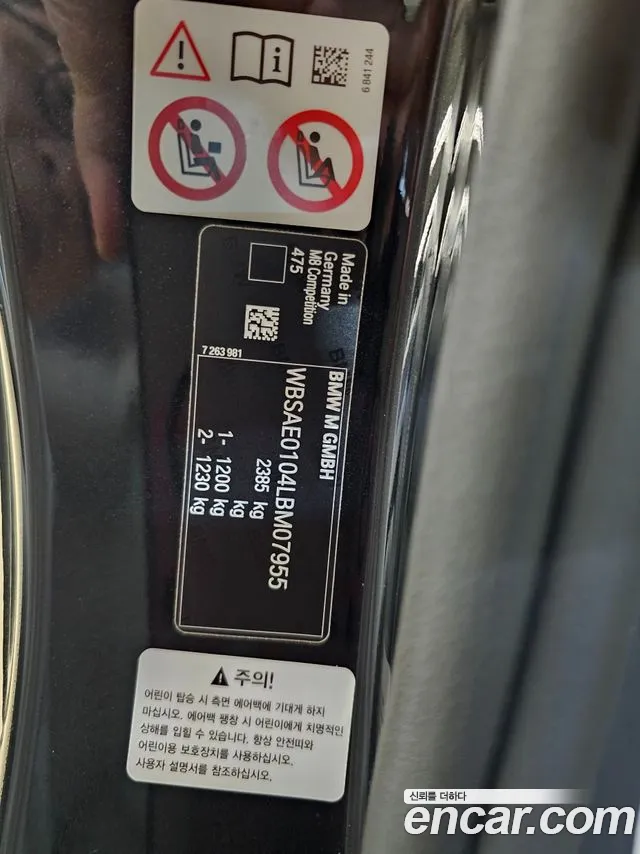 6 841 244
Made in
Germany
M8 Competition
475
7 263 981
BMW M GMBH
WBSAE0104LBM07955
2385 kg
kg
1- 1200 kg
2- 1230 kg
주의!
어린이 탑승 시 측면 에어백에 기대게 하지
마십시오. 에어백 팽창 시 어린이에게 치명적인
상해를 입힐 수 있습니다. 항상 안전띠와
어린이용 보호장치를 사용하십시오.
사용자 설명서를 참조하십시오.
신뢰를 더하다
encar.com